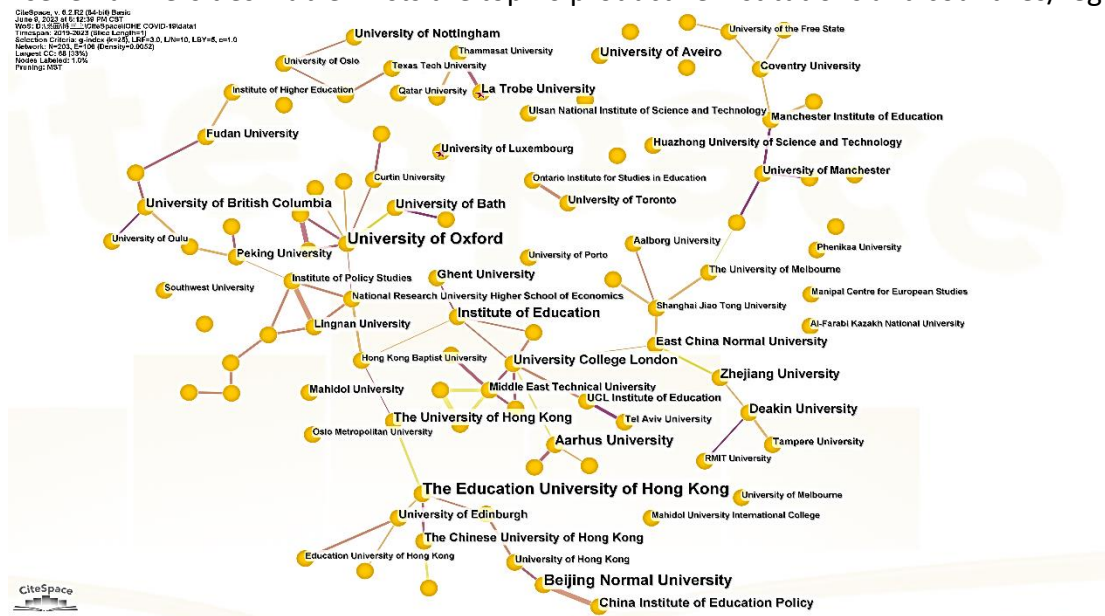 CiteSpace, v. 6.2.R2 (64-bit) Basic
June 9, 2023 at 6:12:39 PM CST
Timespan: 2019-2023 (Slice Length=1)
Selection Criteria: g-index (k=25), LRF=3.0, L/N=10, LBY=5, e=1.0
Network: N=203, E=106 (Density=0.0052)
Largest CC: 68 (33%)
Nodes Labeled: 1.0%
Pruning: MST
University of Nottingham
University of the Free State
Thammasat University
University of Aveiro
University of Oslo
Texas Tech University
Coventry University
Institute of Higher Education
Qatar University
La Trobe University
Ulsan National Institute of Science and Technology
Manchester Institute of Education
Fudan University
University of Luxembourg
Huazhong University of Science and Technology
Curtin University
Ontario Institute for Studies in Education
University of Manchester
University of British Columbia
University of Bath
University of Toronto
University of Oulu
University of Oxford
Aalborg University
Phenikaa University
Peking University
University of Porto
Institute of Policy Studies
Ghent University
The University of Melbourne
Southwest University
National Research University Higher School of Economics
Manipal Centre for European Studies
Shanghai Jiao Tong University
Lingnan University
Institute of Education
Al-Farabi Kazakh National University
East China Normal University
Hong Kong Baptist University
University College London
Zhejiang University
Mahidol University
Middle East Technical University
UCL Institute of Education
Deakin University
The University of Hong Kong
Tel Aviv University
Oslo Metropolitan University
Aarhus University
Tampere University
RMIT University
The Education University of Hong Kong
University of Melbourne
University of Edinburgh
Mahidol University International College
The Chinese University of Hong Kong
Education University of Hong Kong
University of Hong Kong
Beijing Normal University
China Institute of Education Policy
CiteSpace